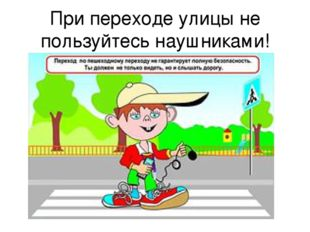 При переходе улицы не
пользуйтесь наушниками!
Переход по пешеходному переходу не гарантирует полную безопасность.
Ты должен не только видеть, но и слышать дорогу.